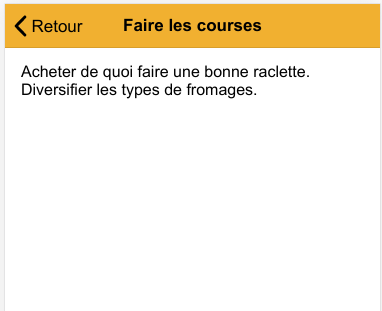 Retour Faire les courses
Acheter de quoi faire une bonne raclette.
Diversifier les types de fromages.